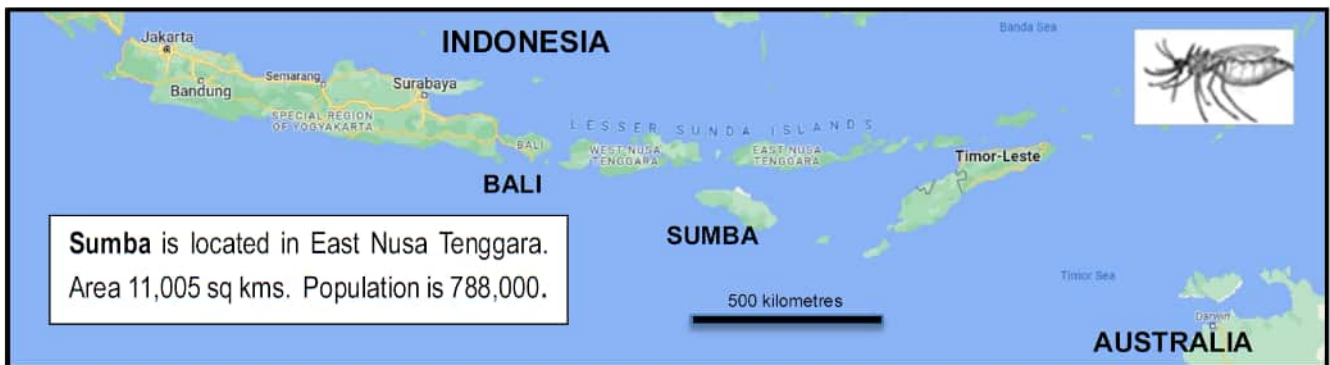 Banda Sea
Jakarta
INDONESIA
Semarang
Surabaya
Bandung
SPECIAL REGION
OF YOGYAKARTA
LESSER SUNDA ISLANDS
BALI
WEST NUSA
TENGGARA
EAST NUSA
TENGGARA
Timor-Leste
BALI
SUMBA
Sumba is located in East Nusa Tenggara.
Area 11,005 sq kms. Population is 788,000.
Timor Sea
500 kilometres
Darwin
AUSTRALIA